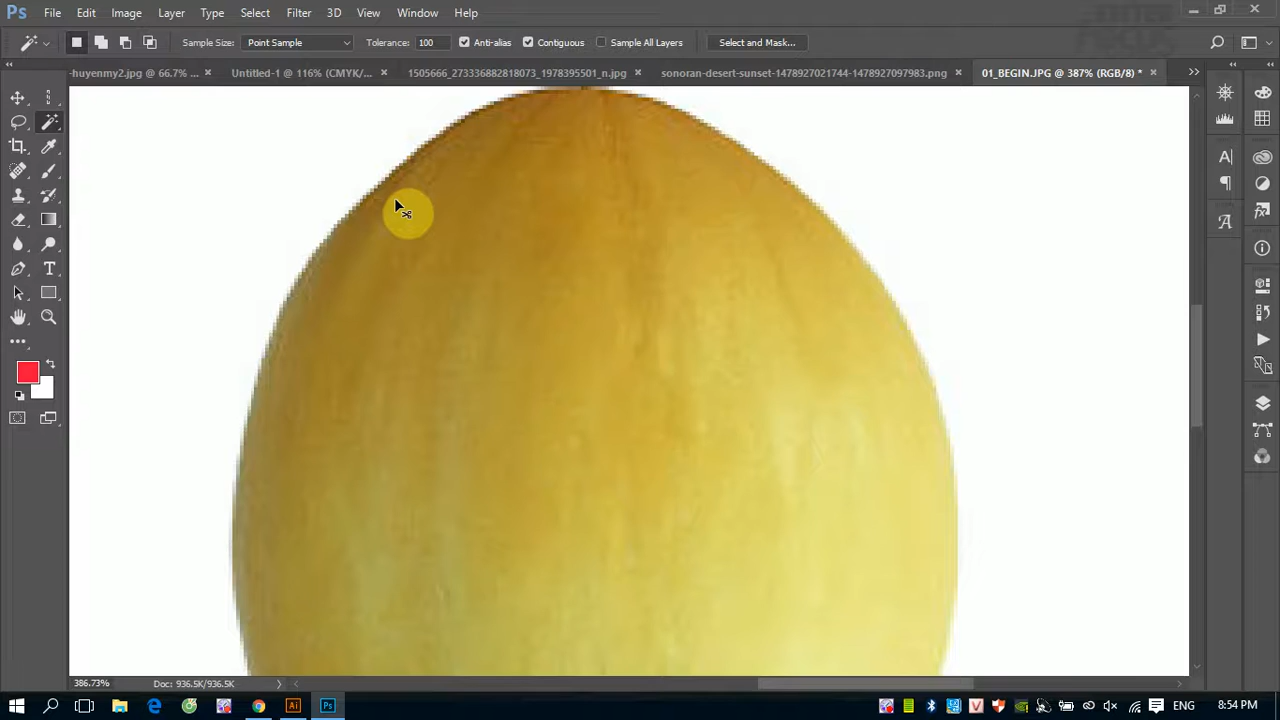 Ps File Edit Image Layer Type Select Filter 3D View Window Help
Sample Size: Point Sample Tolerance: 100 Anti-alias Contiguous Sample All Layers Select and Mask...
-huyenmy2.jpg @ 66.7% ... × Untitled-1 @ 116% (CMYK/... × 1505666_273336882818073_1978395501_n.jpg × sonoran-desert-sunset-1478927021744-1478927097983.png × 01_BEGIN.JPG @ 387% (RGB/8) * ×
386.73% Doc: 936.5K/936.5K
Ai Ps ENG 8:54 PM